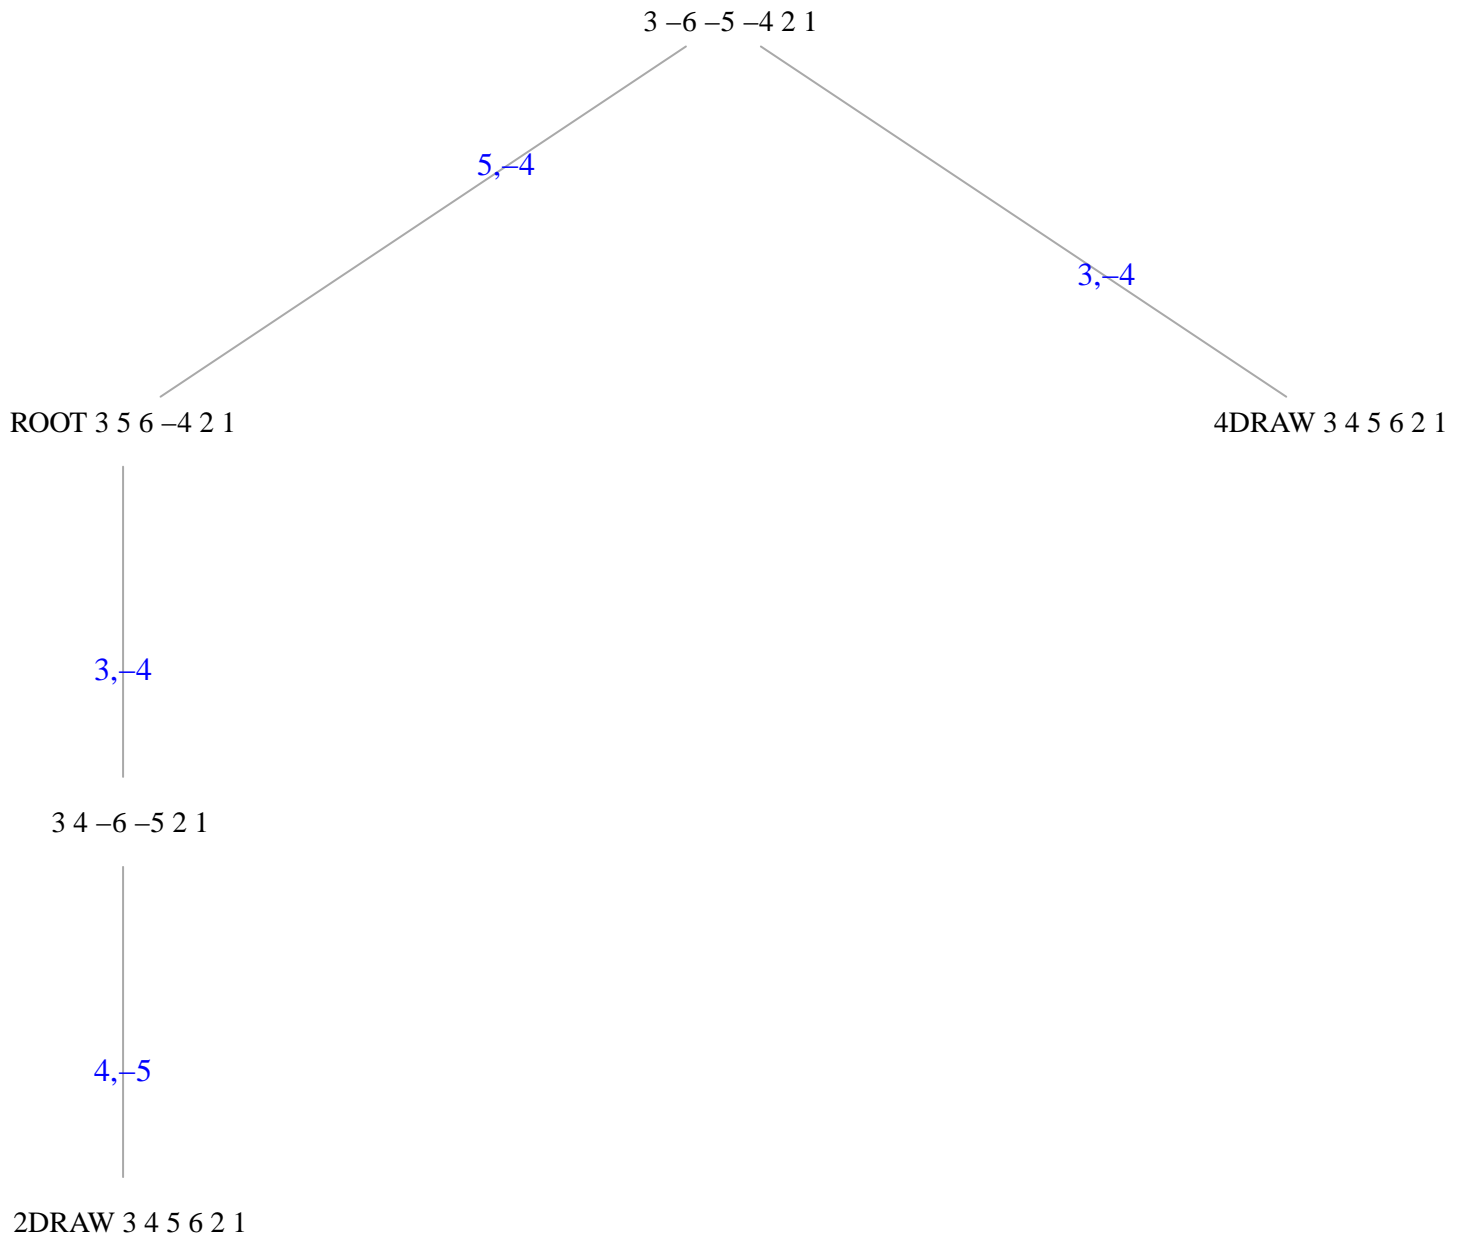 3 –6 –5 –4 2 1
5,–4
3,–4
ROOT 3 5 6 –4 2 1
4DRAW 3 4 5 6 2 1
3,–4
3 4 –6 –5 2 1
4,–5
2DRAW 3 4 5 6 2 1